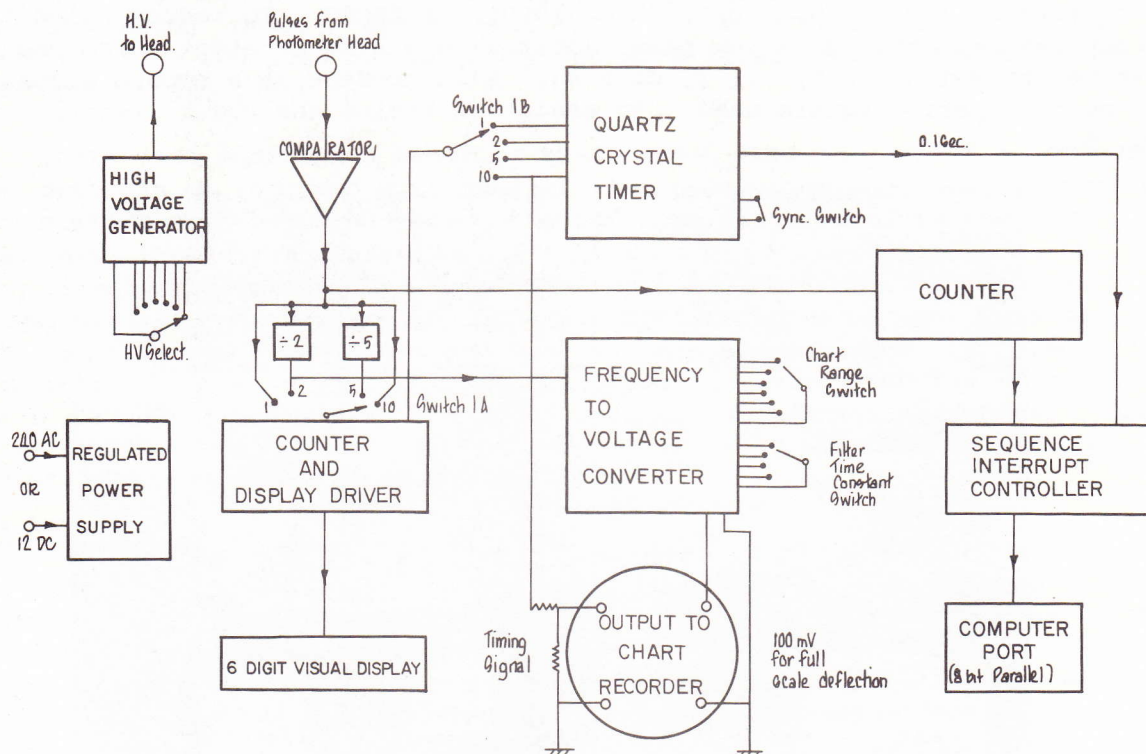 H.V.
to Head.
Pulses from
Photometer Head
COMPARATOR
HIGH
VOLTAGE
GENERATOR
HV Select.
Switch 1B
1
2
5
10
QUARTZ
CRYSTAL
TIMER
0.1 Sec.
Sync. Switch
COUNTER
÷2
÷5
1
2
5
10
Switch 1A
FREQUENCY
TO
VOLTAGE
CONVERTER
Chart
Range
Switch
Filter
Time
Constant
Switch
240 AC
OR
12 DC
REGULATED
POWER
SUPPLY
COUNTER
AND
DISPLAY DRIVER
SEQUENCE
INTERRUPT
CONTROLLER
6 DIGIT VISUAL DISPLAY
Timing
Signal
OUTPUT TO
CHART
RECORDER
100 mV
for full
scale deflection
COMPUTER
PORT
(8 bit Parallel)